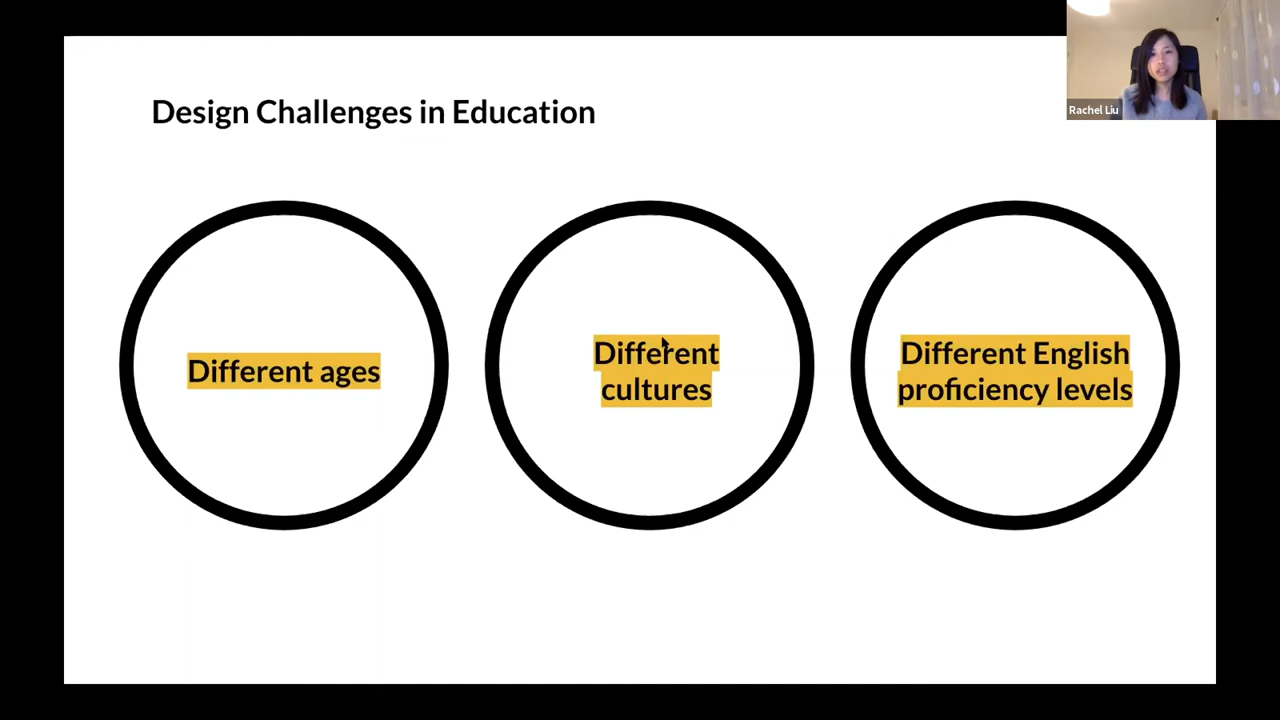 Design Challenges in Education
Rachel Liu
Different ages
Different
cultures
Different English
proficiency levels